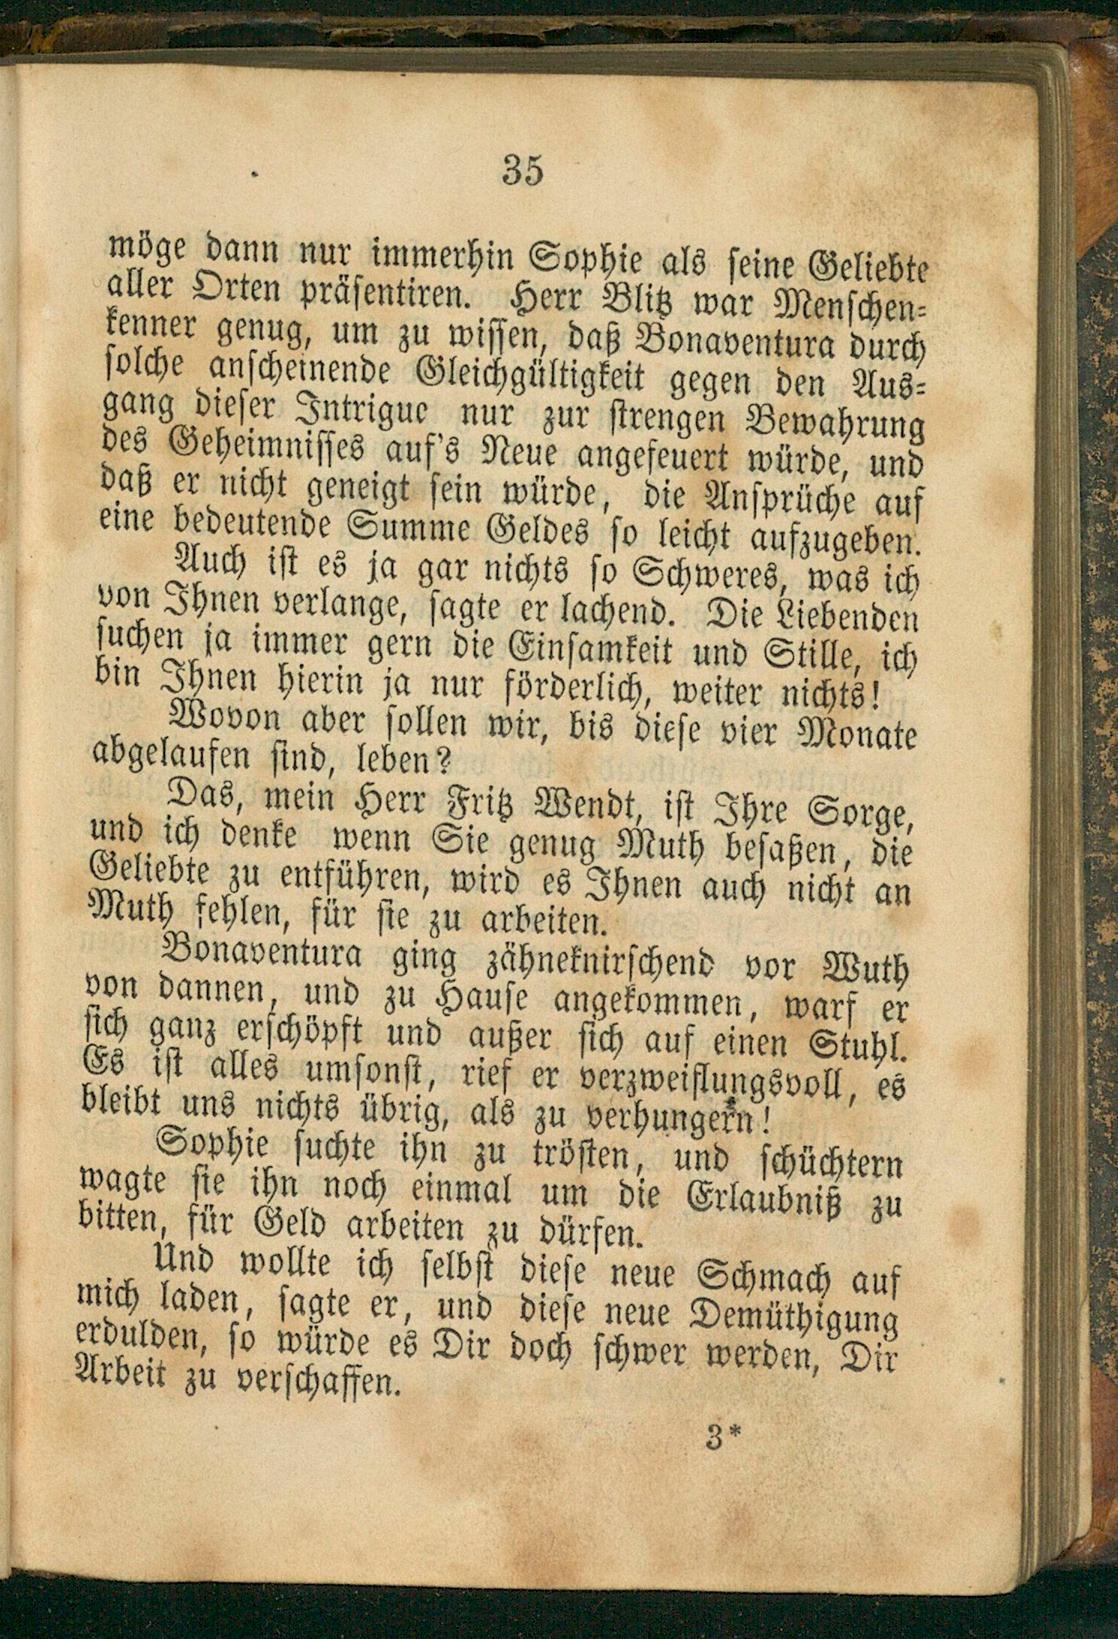 35
möge dann nur immerhin Sophie als seine Geliebte
aller Orten präsentiren. Herr Blitz war Menschen-
kenner genug, um zu wissen, daß Bonaventura durch
solche anscheinende Gleichgültigkeit gegen den Aus-
gang dieser Intrigue nur zur strengen Bewahrung
des Geheimnisses auf's Neue angefeuert würde, und
daß er nicht geneigt sein würde, die Ansprüche auf
eine bedeutende Summe Geldes so leicht aufzugeben.
Auch ist es ja gar nichts so Schweres, was ich
von Ihnen verlange, sagte er lachend. Die Liebenden
suchen ja immer gern die Einsamkeit und Stille, ich
bin Ihnen hierin ja nur förderlich, weiter nichts!
Wovon aber sollen wir, bis diese vier Monate
abgelaufen sind, leben?
Das, mein Herr Fritz Wendt, ist Ihre Sorge,
und ich denke wenn Sie genug Muth besaßen, die
Geliebte zu entführen, wird es Ihnen auch nicht an
Muth fehlen, für sie zu arbeiten.
Bonaventura ging zähneknirschend vor Wuth
von dannen, und zu Hause angekommen, warf er
sich ganz erschöpft und außer sich auf einen Stuhl.
Es ist alles umsonst, rief er verzweiflungsvoll, es
bleibt uns nichts übrig, als zu verhungern!
Sophie suchte ihn zu trösten, und schüchtern
wagte sie ihn noch einmal um die Erlaubniß zu
bitten, für Geld arbeiten zu dürfen.
Und wollte ich selbst diese neue Schmach auf
mich laden, sagte er, und diese neue Demüthigung
erdulden, so würde es Dir doch schwer werden, Dir
Arbeit zu verschaffen.
3*